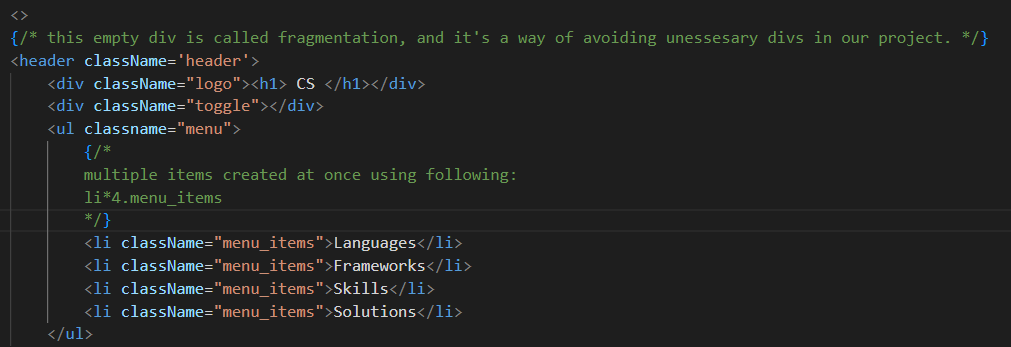 <>
{/* this empty div is called fragmentation, and it's a way of avoiding unessesary divs in our project. */}
<header className='header'>
<div className="logo"><h1> CS </h1></div>
<div className="toggle"></div>
<ul classname="menu">
{/*
multiple items created at once using following:
li*4.menu_items
*/}
<li className="menu_items">Languages</li>
<li className="menu_items">Frameworks</li>
<li className="menu_items">Skills</li>
<li className="menu_items">Solutions</li>
</ul>